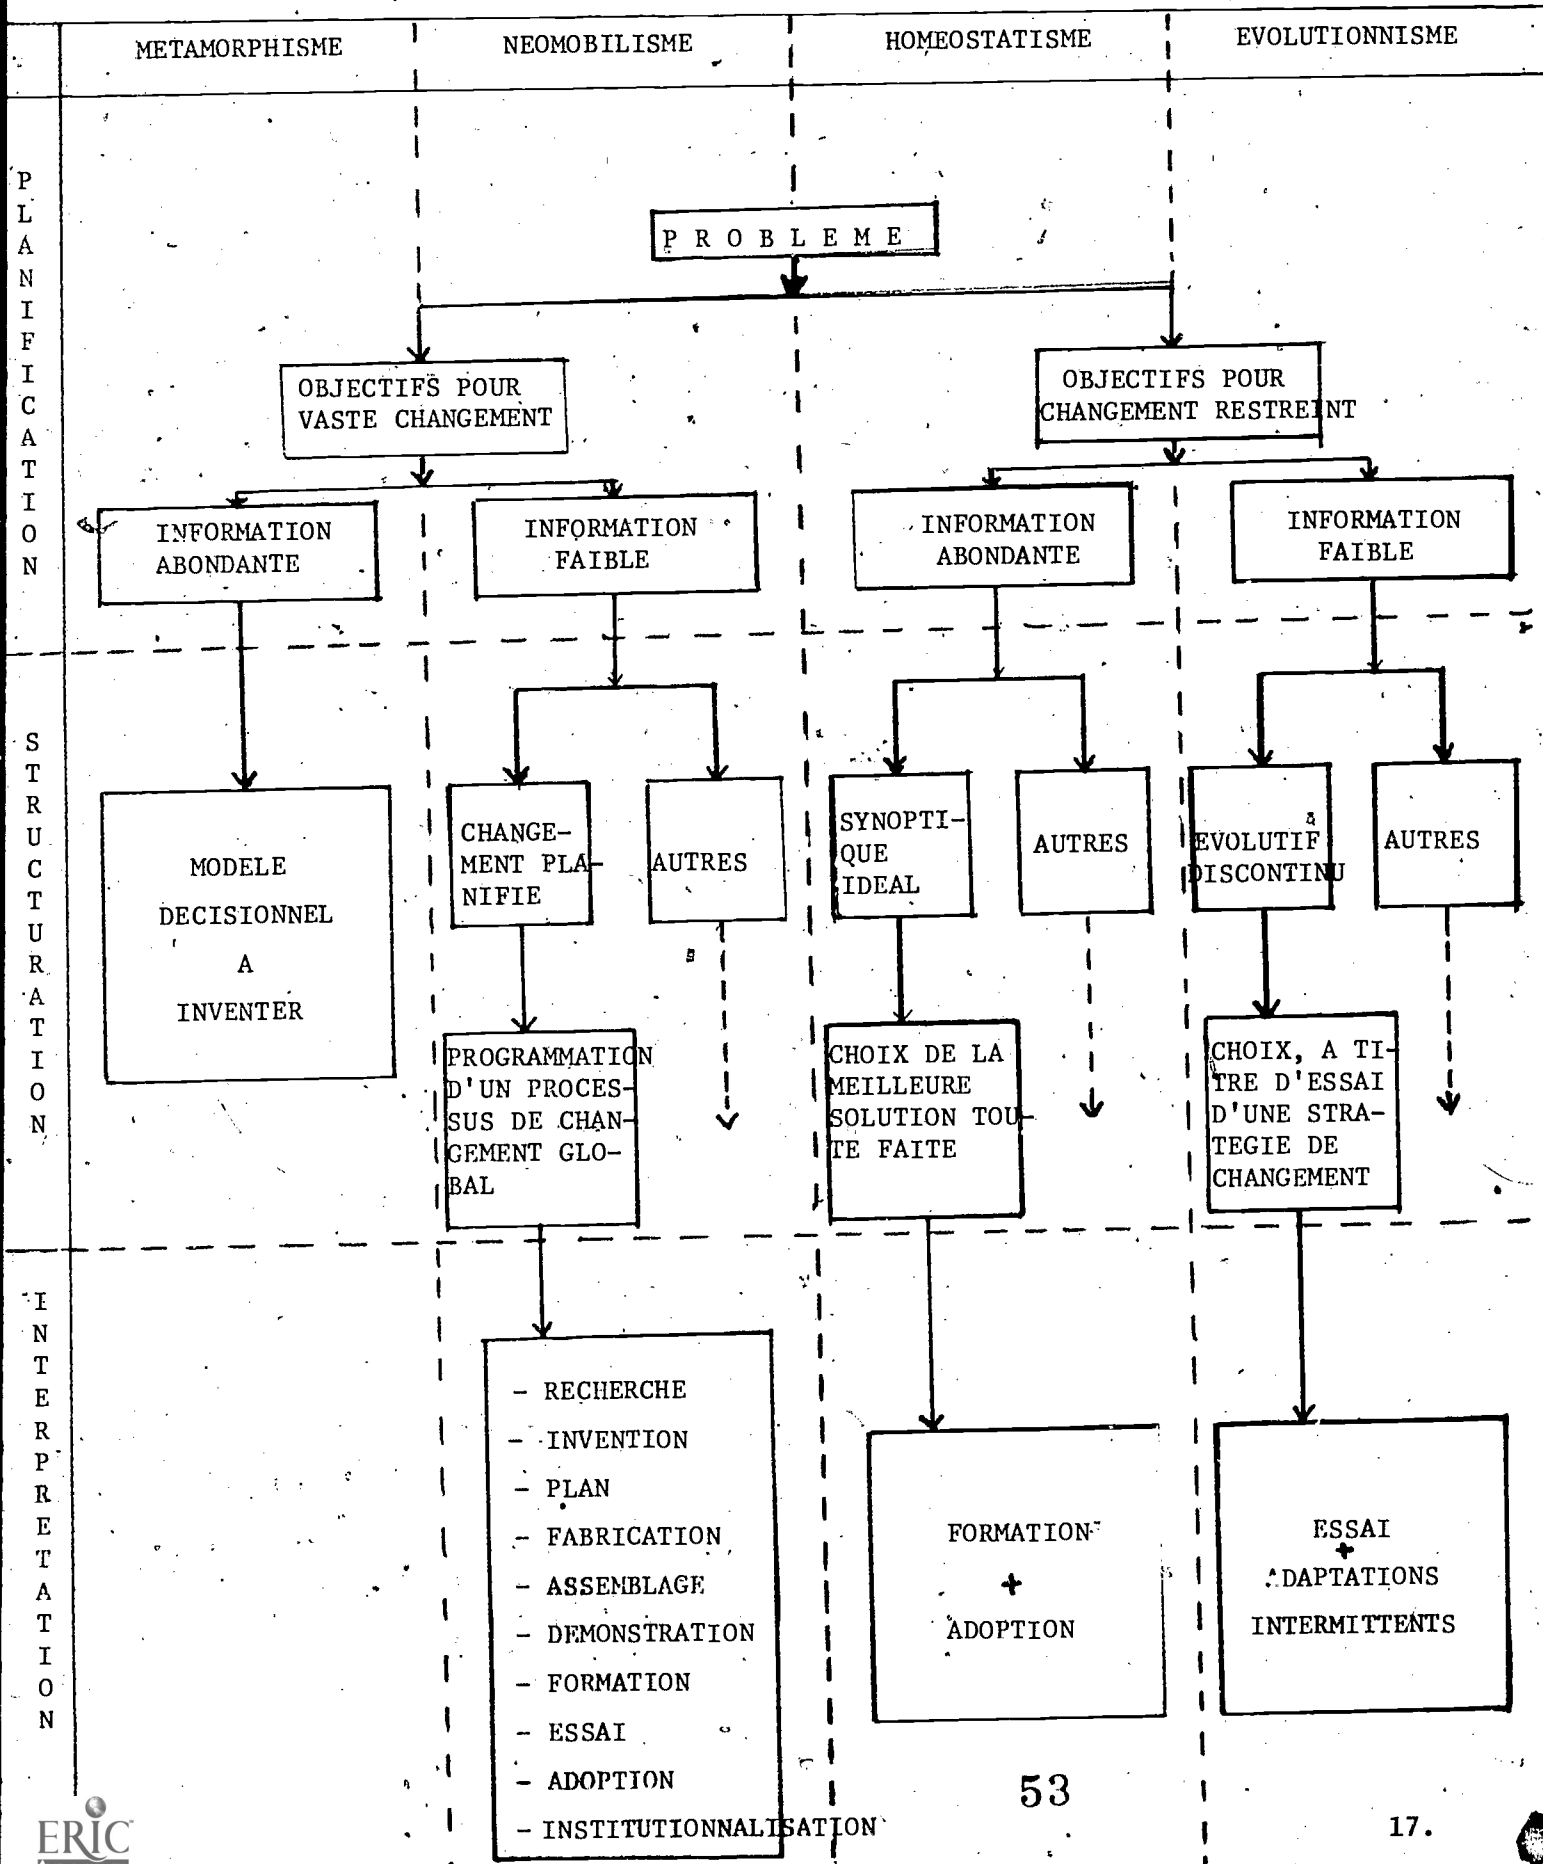 METAMORPHISME
NEOMOBILISME
HOMEOSTATISME
EVOLUTIONNISME
PLANIFICATION
PROBLEME
OBJECTIFS POUR
VASTE CHANGEMENT
OBJECTIFS POUR
CHANGEMENT RESTREINT
INFORMATION
ABONDANTE
INFORMATION
FAIBLE
INFORMATION
ABONDANTE
INFORMATION
FAIBLE
STRUCTURATION
MODELE
DECISIONNEL
A
INVENTER
CHANGE-
MENT PLA-
NIFIE
AUTRES
SYNOPTI-
QUE
IDEAL
AUTRES
EVOLUTIF &
DISCONTINU
AUTRES
PROGRAMMATION
D'UN PROCES-
SUS DE CHAN-
GEMENT GLO-
BAL
CHOIX DE LA
MEILLEURE
SOLUTION TOU-
TE FAITE
CHOIX, A TI-
TRE D'ESSAI
D'UNE STRA-
TEGIE DE
CHANGEMENT
INTERPRETATION
- RECHERCHE
- INVENTION
- PLAN
- FABRICATION
- ASSEMBLAGE
- DEMONSTRATION
- FORMATION
- ESSAI
- ADOPTION
- INSTITUTIONNALISATION
FORMATION
+
ADOPTION
ESSAI
+
ADAPTATIONS
INTERMITTENTS
53
17.
ERIC